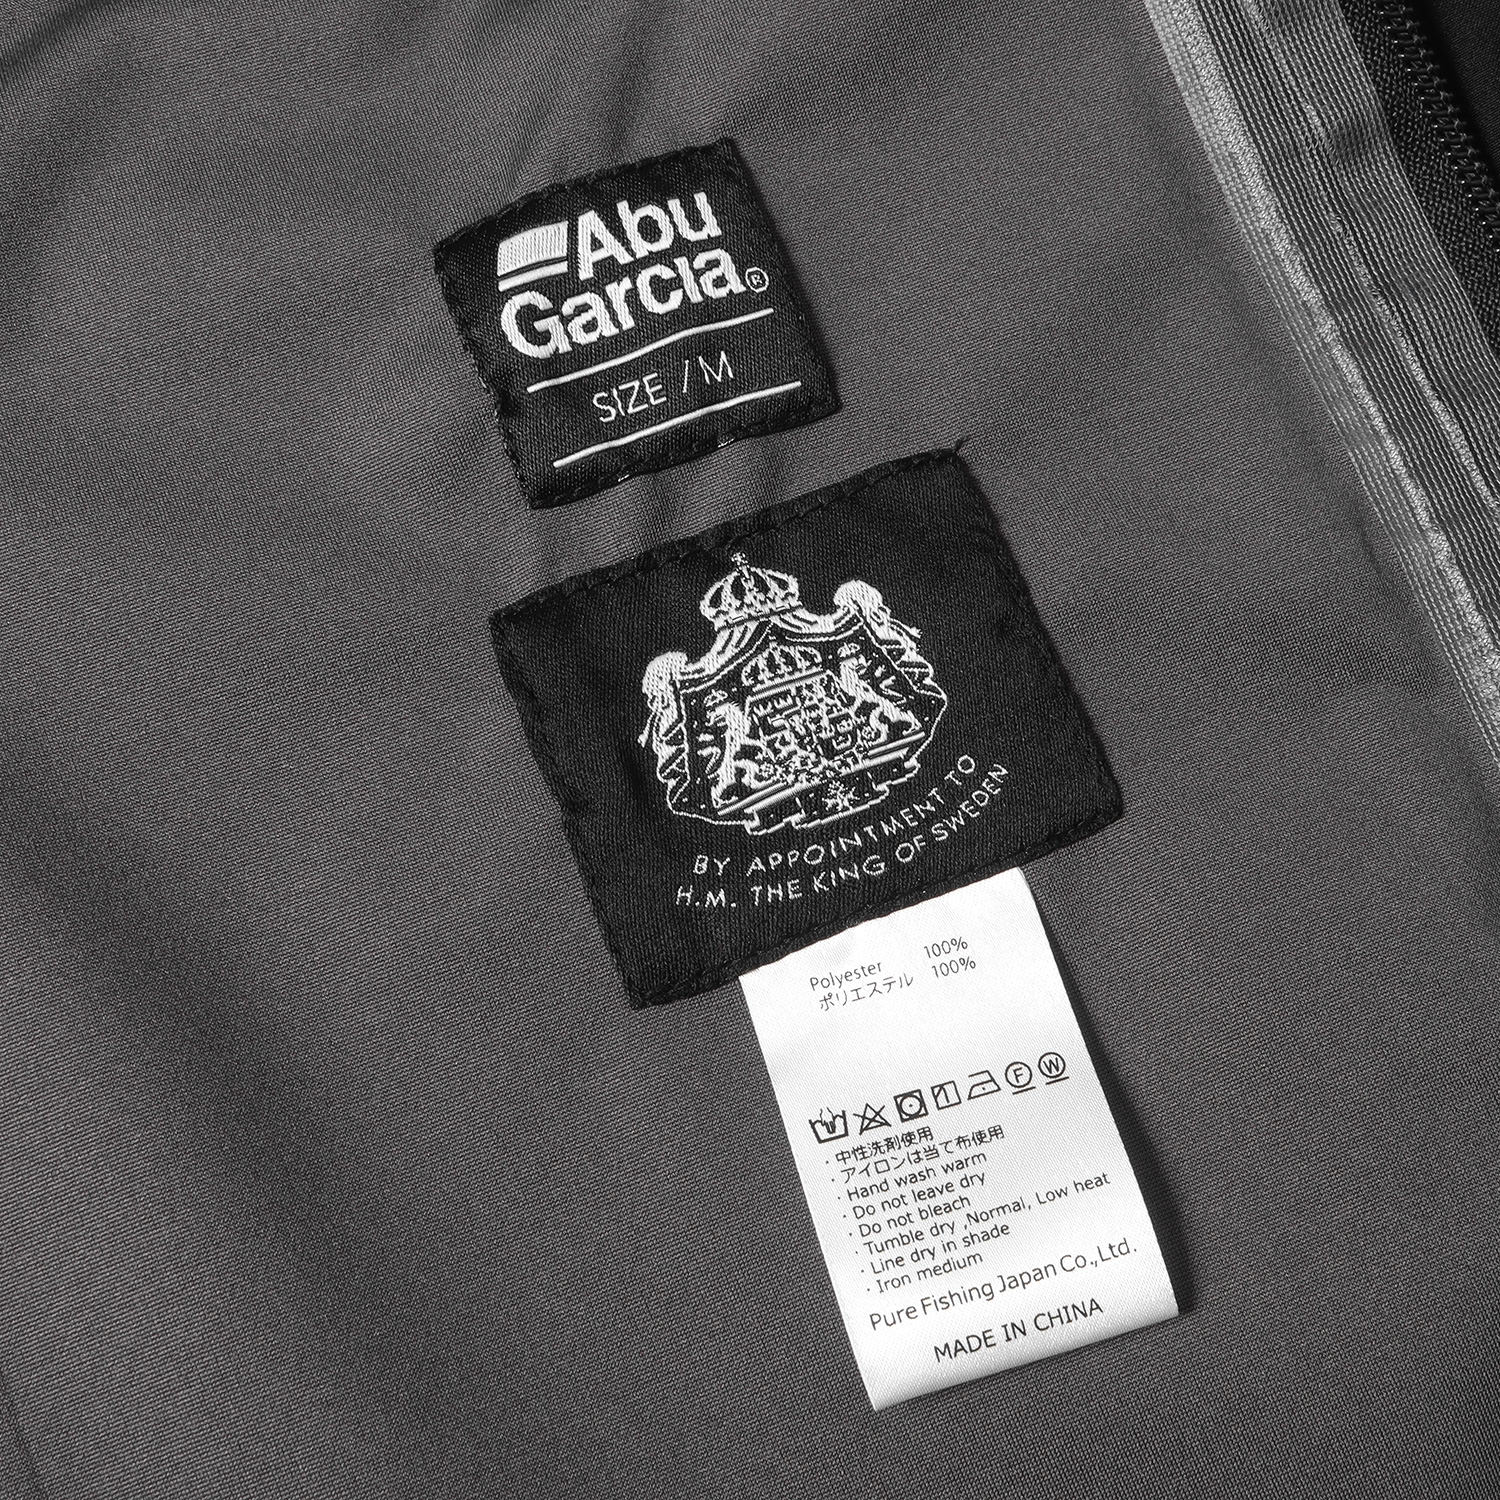 Abu
Garcia®
SIZE / M
BY APPOINTMENT TO
H.M. THE KING OF SWEDEN
Polyester 100%
ポリエステル 100%
F W
・中性洗剤使用
・アイロンは当て布使用
・Hand wash warm
・Do not leave dry
・Do not bleach
・Tumble dry ,Normal, Low heat
・Line dry in shade
・Iron medium
Pure Fishing Japan Co.,Ltd.
MADE IN CHINA